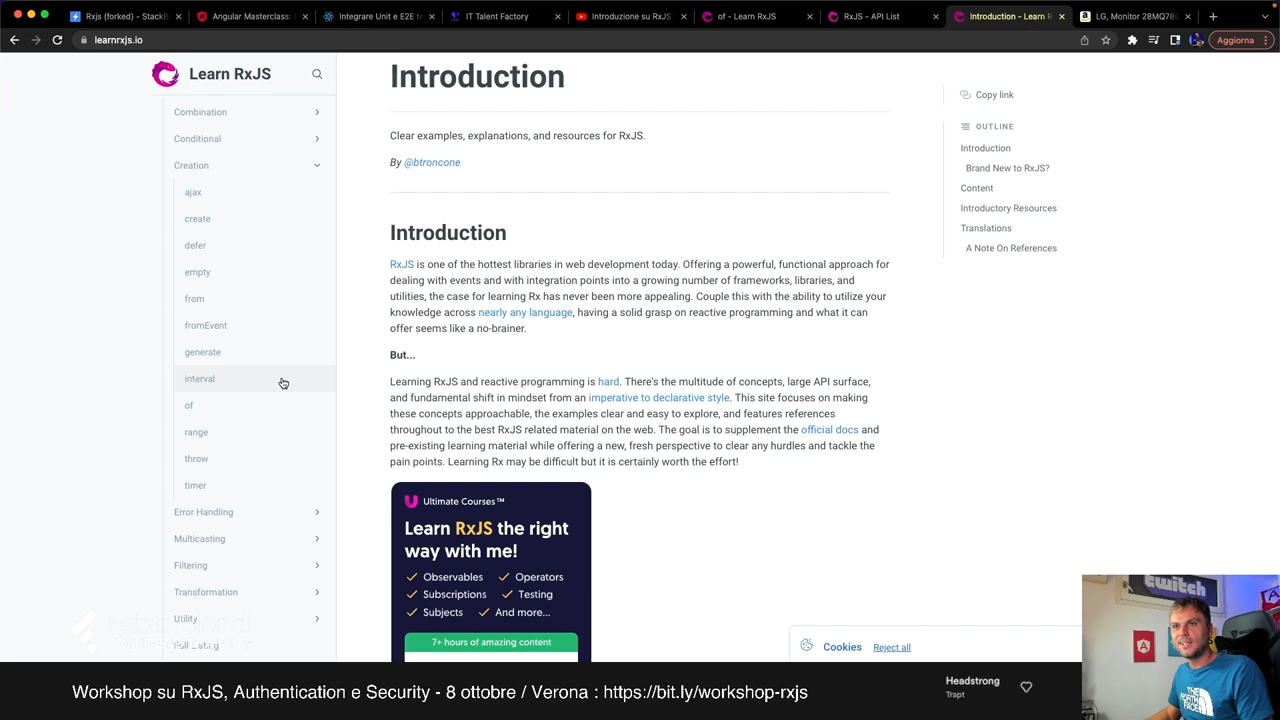 Rxjs (forked) - StackB
Angular Masterclass:
Integrare Unit e E2E te
IT Talent Factory
Introduzione su RxJS
of - Learn RxJS
RxJS - API List
Introduction - Learn R
LG, Monitor 28MQ780
learnrxjs.io
Aggiorna
Learn RxJS
Combination
Conditional
Creation
ajax
create
defer
empty
from
fromEvent
generate
interval
of
range
throw
timer
Error Handling
Multicasting
Filtering
Transformation
Utility
Full Listing
Introduction
Clear examples, explanations, and resources for RxJS.
By @btroncone
Introduction
RxJS is one of the hottest libraries in web development today. Offering a powerful, functional approach for
dealing with events and with integration points into a growing number of frameworks, libraries, and
utilities, the case for learning Rx has never been more appealing. Couple this with the ability to utilize your
knowledge across nearly any language, having a solid grasp on reactive programming and what it can
offer seems like a no-brainer.
But...
Learning RxJS and reactive programming is hard. There's the multitude of concepts, large API surface,
and fundamental shift in mindset from an imperative to declarative style. This site focuses on making
these concepts approachable, the examples clear and easy to explore, and features references
throughout to the best RxJS related material on the web. The goal is to supplement the official docs and
pre-existing learning material while offering a new, fresh perspective to clear any hurdles and tackle the
pain points. Learning Rx may be difficult but it is certainly worth the effort!
Ultimate Courses™
Learn RxJS the right
way with me!
Observables
Operators
Subscriptions
Testing
Subjects
And more...
7+ hours of amazing content
Copy link
OUTLINE
Introduction
Brand New to RxJS?
Content
Introductory Resources
Translations
A Note On References
Cookies
Reject all
twitch
THE
NORTH
FACE
Workshop su RxJS, Authentication e Security - 8 ottobre / Verona : https://bit.ly/workshop-rxjs
Headstrong
Trapt